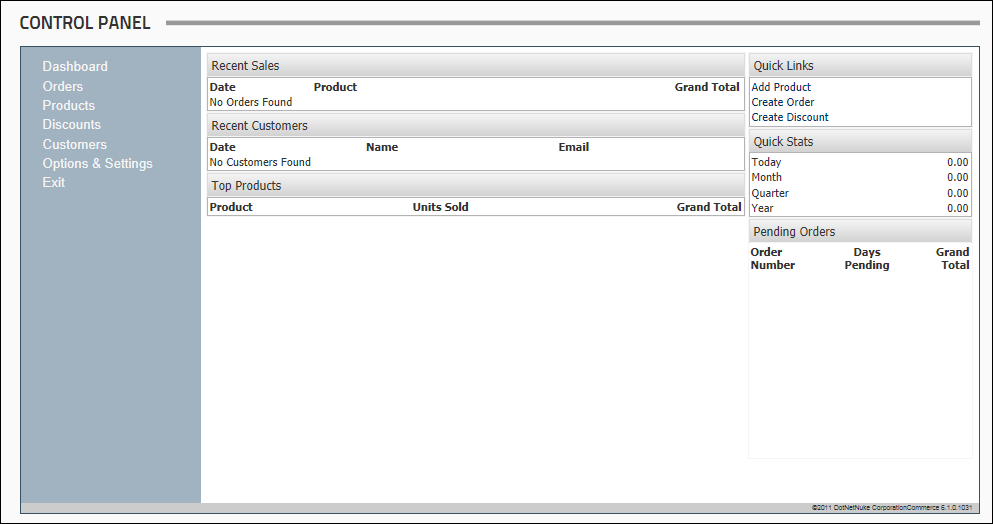 CONTROL PANEL
Dashboard
Orders
Products
Discounts
Customers
Options & Settings
Exit
Recent Sales
Date Product Grand Total
No Orders Found
Recent Customers
Date Name Email
No Customers Found
Top Products
Product Units Sold Grand Total
Quick Links
Add Product
Create Order
Create Discount
Quick Stats
Today 0.00
Month 0.00
Quarter 0.00
Year 0.00
Pending Orders
Order Days Grand
Number Pending Total
©2011 DotNetNuke CorporationCommerce 5.1.0.1031